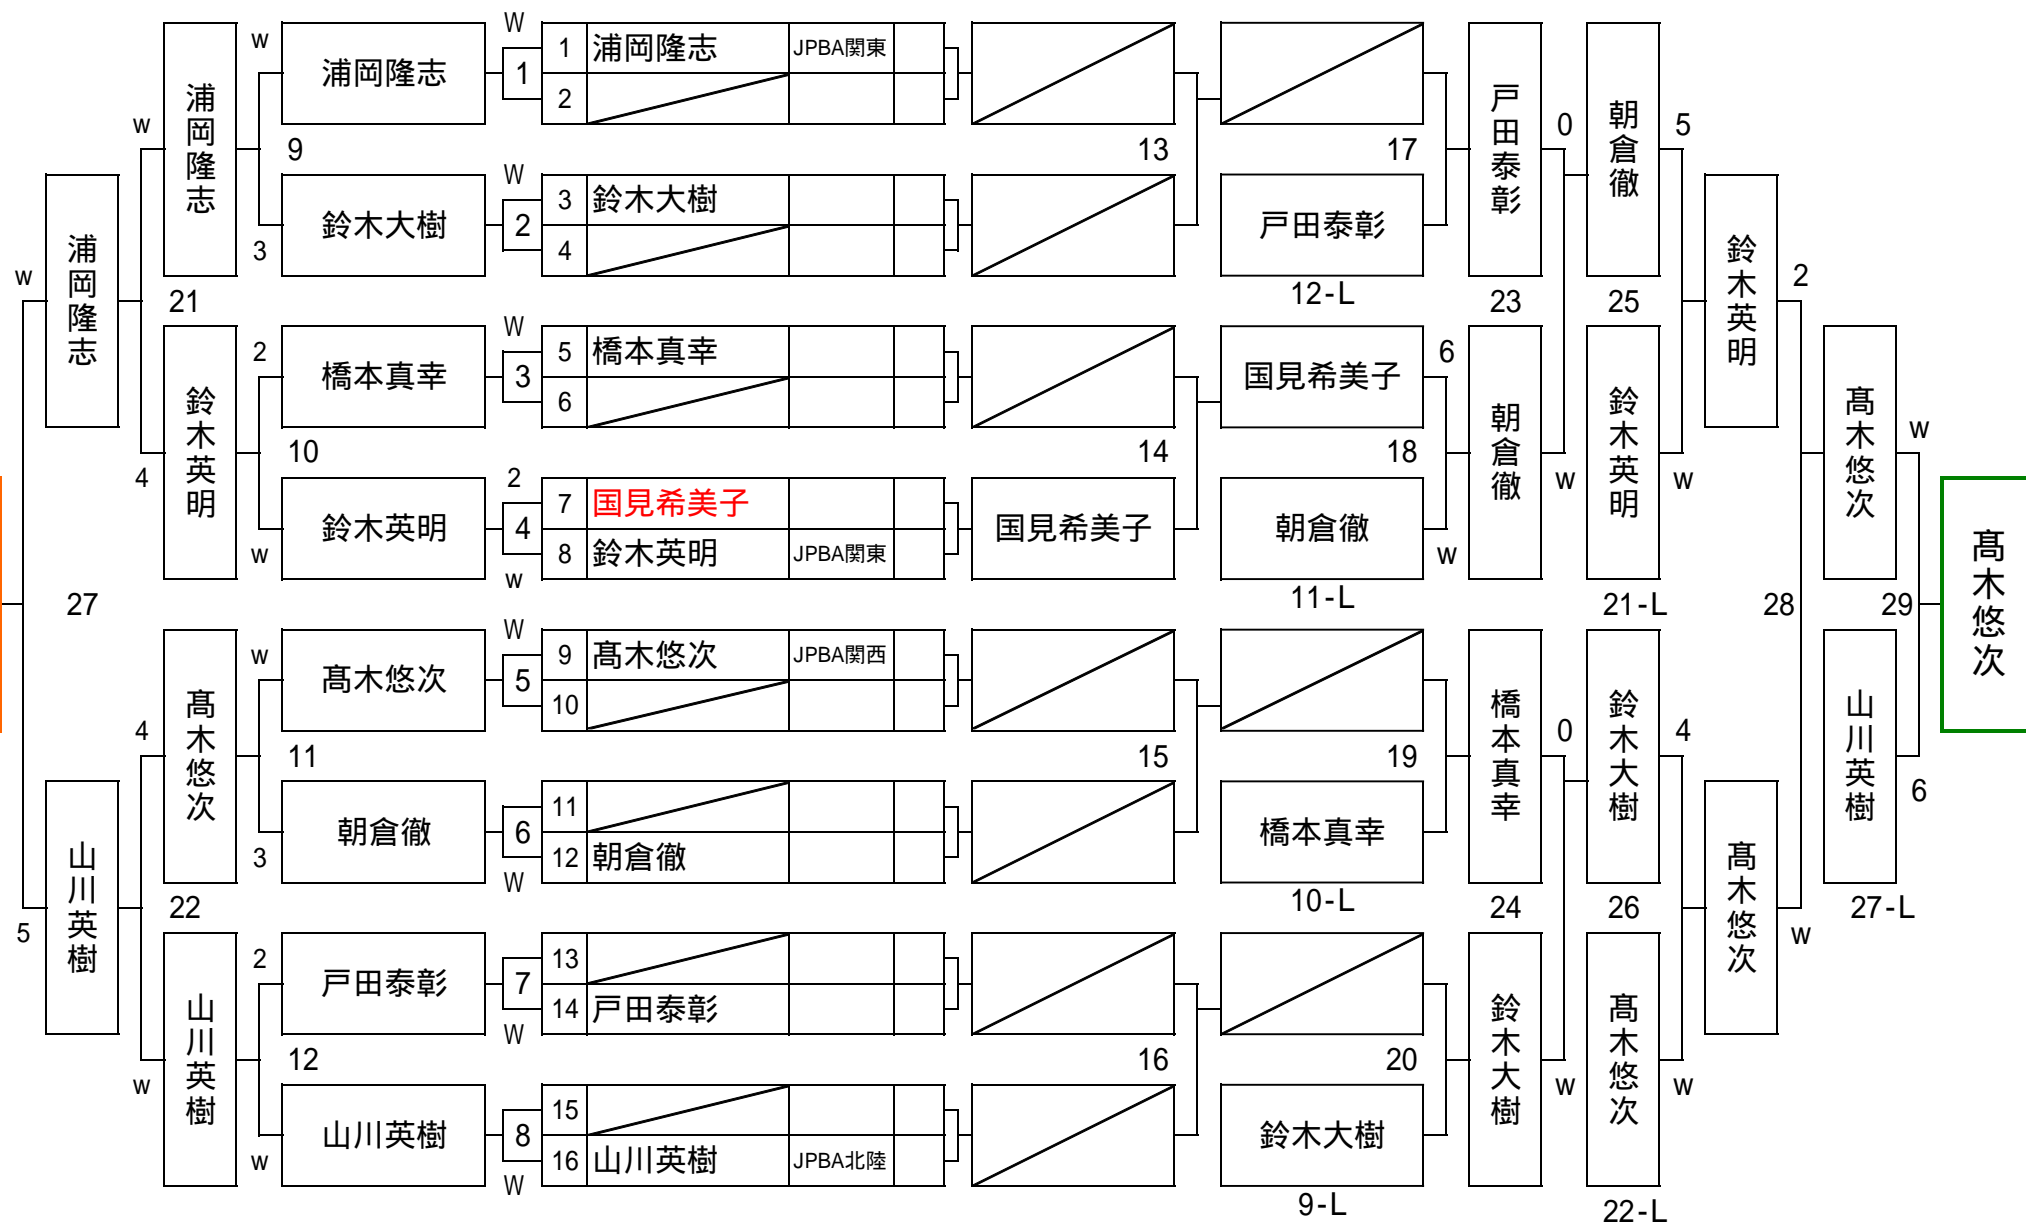 W
w
浦岡隆志
1
1 浦岡隆志 JPBA関東
2
浦岡隆志
w
9
13
17
戸田泰彰
0
朝倉徹
5
W
鈴木大樹
2
3 鈴木大樹
4
3
戸田泰彰
12-L
浦岡隆志
w
21
23
25
鈴木英明
2
W
2
橋本真幸
3
5 橋本真幸
6
国見希美子
6
鈴木英明
4
10
14
18
朝倉徹
w
鈴木英明
w
髙木悠次
w
2
鈴木英明
4
7 国見希美子
8 鈴木英明 JPBA関東
w
w
国見希美子
朝倉徹
w
11-L
21-L
27
28
29
髙木悠次
W
w
髙木悠次
5
9 髙木悠次 JPBA関西
10
髙木悠次
4
11
15
19
橋本真幸
0
鈴木大樹
4
山川英樹
6
朝倉徹
3
6
11
12 朝倉徹
W
橋本真幸
10-L
山川英樹
5
22
24
26
髙木悠次
w
27-L
2
戸田泰彰
7
13
14 戸田泰彰
W
山川英樹
w
12
16
20
鈴木大樹
w
髙木悠次
w
山川英樹
w
8
15
16 山川英樹 JPBA北陸
W
鈴木大樹
9-L
22-L